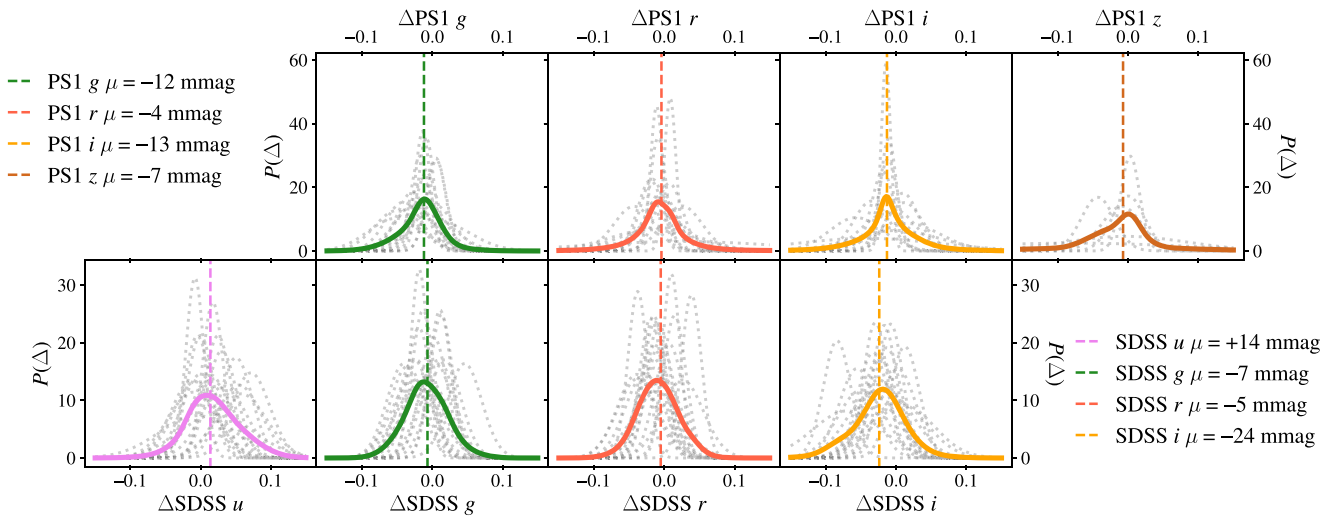 ΔPS1 g ΔPS1 r ΔPS1 i ΔPS1 z
−0.1 0.0 0.1 −0.1 0.0 0.1 −0.1 0.0 0.1 −0.1 0.0 0.1
PS1 g μ = −12 mmag
PS1 r μ = −4 mmag
PS1 i μ = −13 mmag
PS1 z μ = −7 mmag
P(Δ)
60
40
20
0
60
40
20
0
P(Δ)
P(Δ)
30
20
10
0
30
20
10
0
P(Δ)
SDSS u μ = +14 mmag
SDSS g μ = −7 mmag
SDSS r μ = −5 mmag
SDSS i μ = −24 mmag
−0.1 0.0 0.1 −0.1 0.0 0.1 −0.1 0.0 0.1 −0.1 0.0 0.1
ΔSDSS u ΔSDSS g ΔSDSS r ΔSDSS i